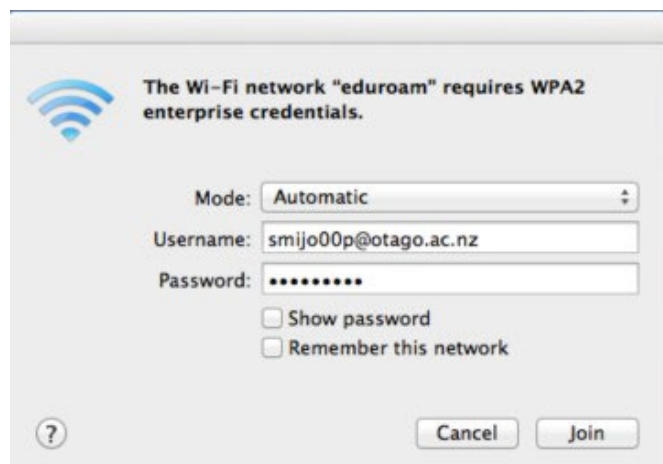 The Wi-Fi network "eduroam" requires WPA2
enterprise credentials.
Mode: Automatic
Username: smijo00p@otago.ac.nz
Password: •••••••••
Show password
Remember this network
? Cancel Join